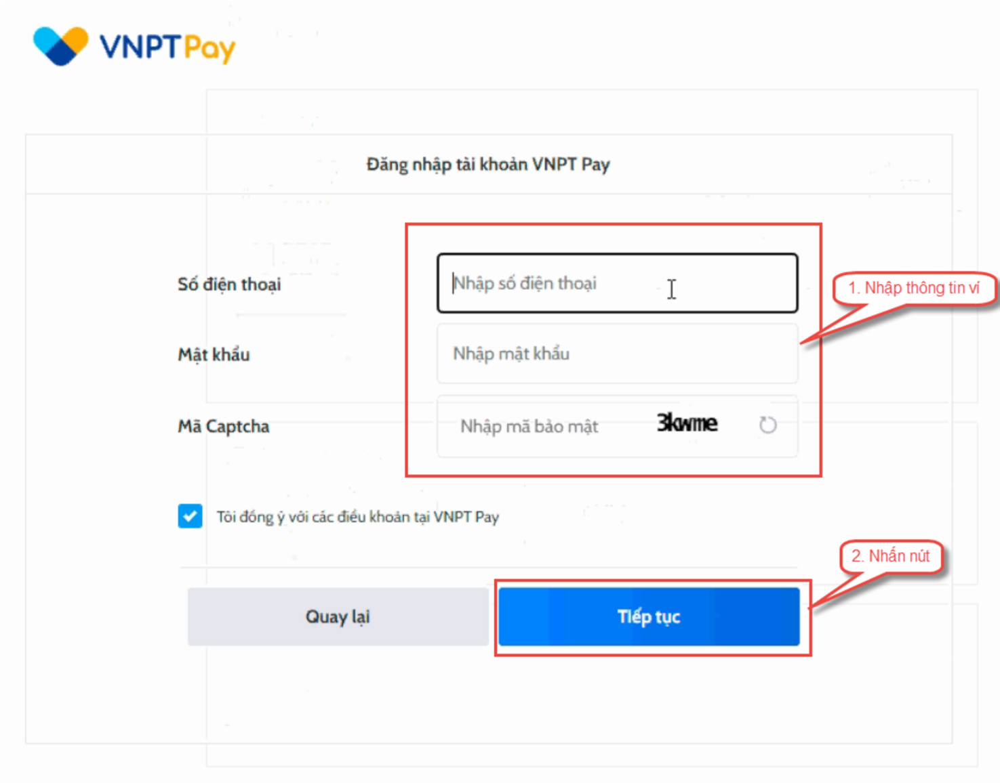 VNPT Pay
Đăng nhập tài khoản VNPT Pay
Số điện thoại
Nhập số điện thoại
1. Nhập thông tin ví
Mật khẩu
Nhập mật khẩu
Mã Captcha
Nhập mã bảo mật
3kwme
Tôi đồng ý với các điều khoản tại VNPT Pay
2. Nhấn nút
Quay lại
Tiếp tục